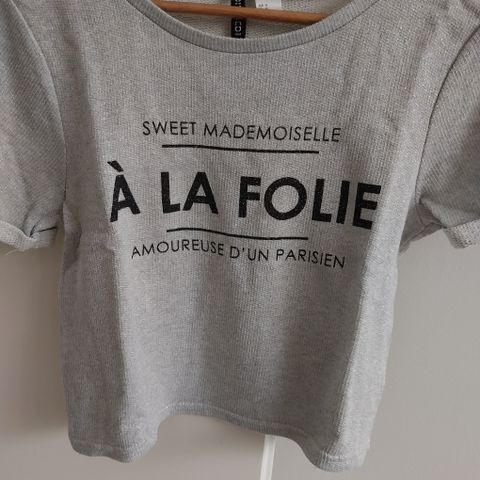 SWEET MADEMOISELLE
À LA FOLIE
AMOUREUSE D'UN PARISIEN